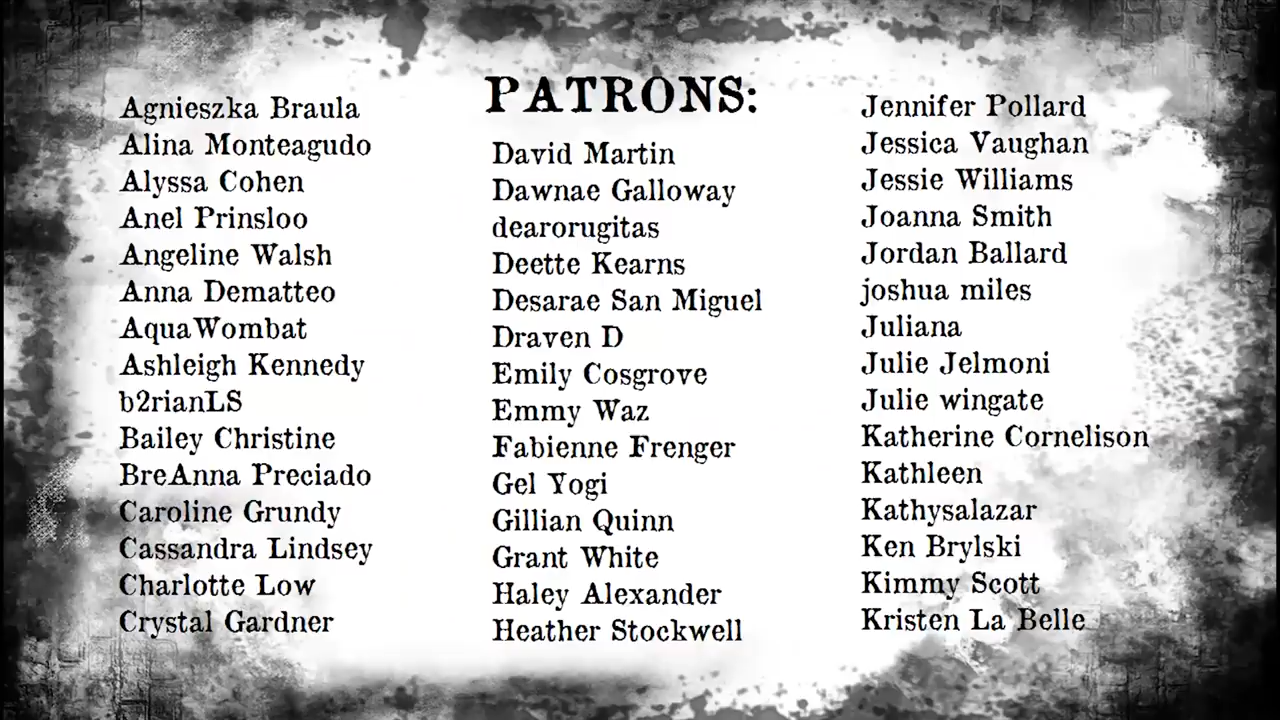 PATRONS:
Agnieszka Braula
Alina Monteagudo
Alyssa Cohen
Anel Prinsloo
Angeline Walsh
Anna Dematteo
AquaWombat
Ashleigh Kennedy
b2rianLS
Bailey Christine
BreAnna Preciado
Caroline Grundy
Cassandra Lindsey
Charlotte Low
Crystal Gardner
David Martin
Dawnae Galloway
dearorugitas
Deette Kearns
Desarae San Miguel
Draven D
Emily Cosgrove
Emmy Waz
Fabienne Frenger
Gel Yogi
Gillian Quinn
Grant White
Haley Alexander
Heather Stockwell
Jennifer Pollard
Jessica Vaughan
Jessie Williams
Joanna Smith
Jordan Ballard
joshua miles
Juliana
Julie Jelmoni
Julie wingate
Katherine Cornelison
Kathleen
Kathysalazar
Ken Brylski
Kimmy Scott
Kristen La Belle